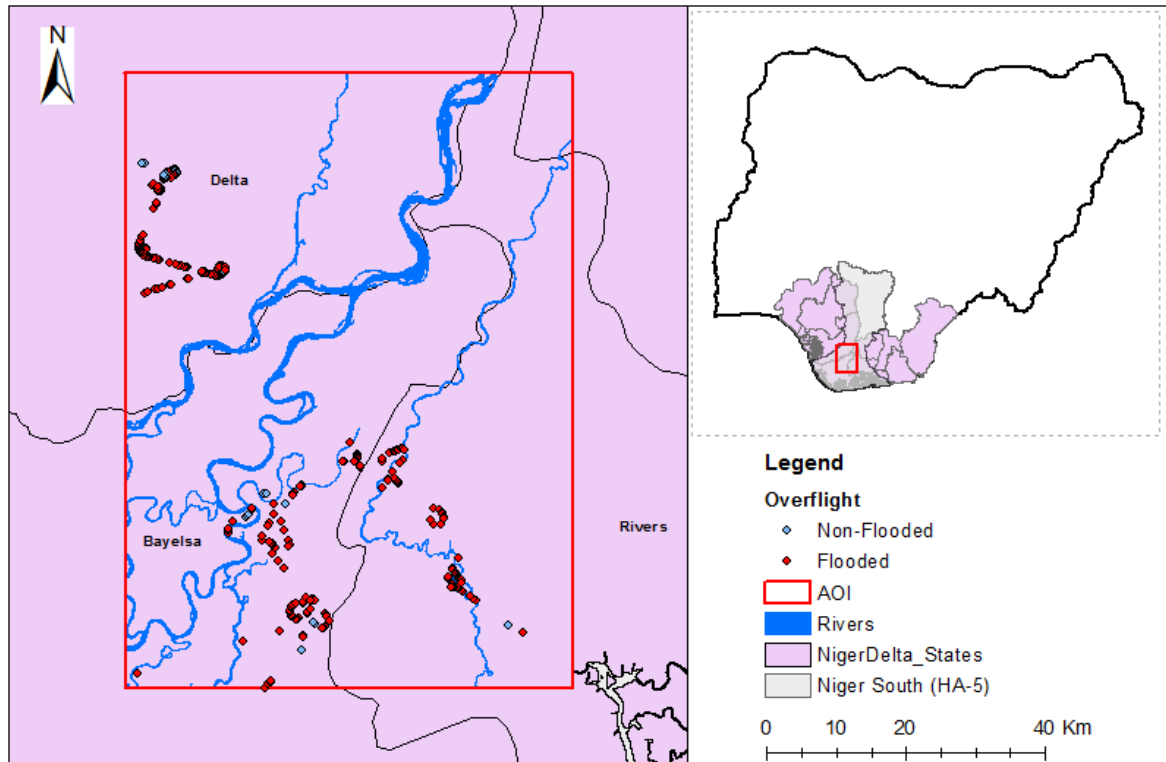 N
Delta
Bayelsa
Rivers
Legend
Overflight
Non-Flooded
Flooded
AOI
Rivers
NigerDelta_States
Niger South (HA-5)
0 10 20 40 Km